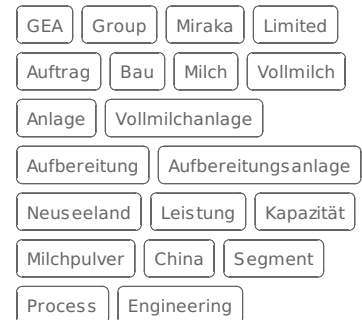 GEA Group Miraka Limited
Auftrag Bau Milch Vollmilch
Anlage Vollmilchanlage
Aufbereitung Aufbereitungsanlage
Neuseeland Leistung Kapazität
Milchpulver China Segment
Process Engineering